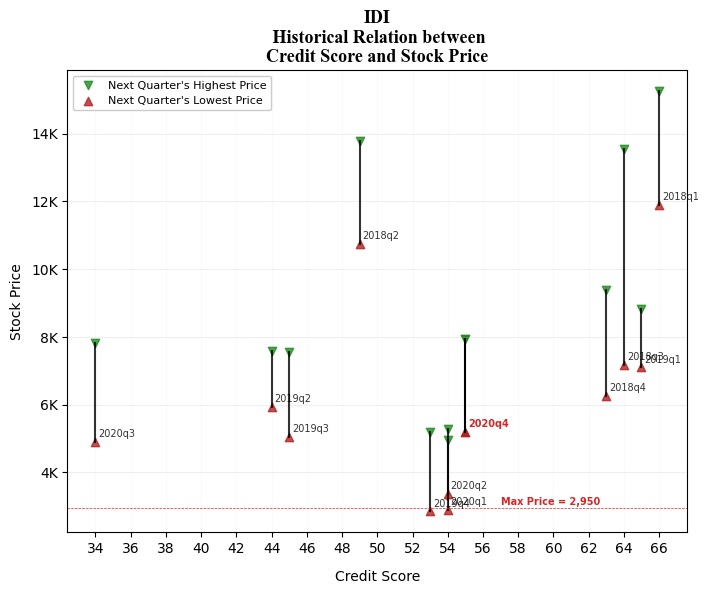 IDI
Historical Relation between
Credit Score and Stock Price
Next Quarter's Highest Price
Next Quarter's Lowest Price
14K
12K
10K
8K
6K
4K
Stock Price
2018q1
2018q2
2018q3
2019q1
2018q4
2019q2
2019q3
2020q3
2020q4
2020q2
2020q1
2019q4
Max Price = 2,950
34 36 38 40 42 44 46 48 50 52 54 56 58 60 62 64 66
Credit Score